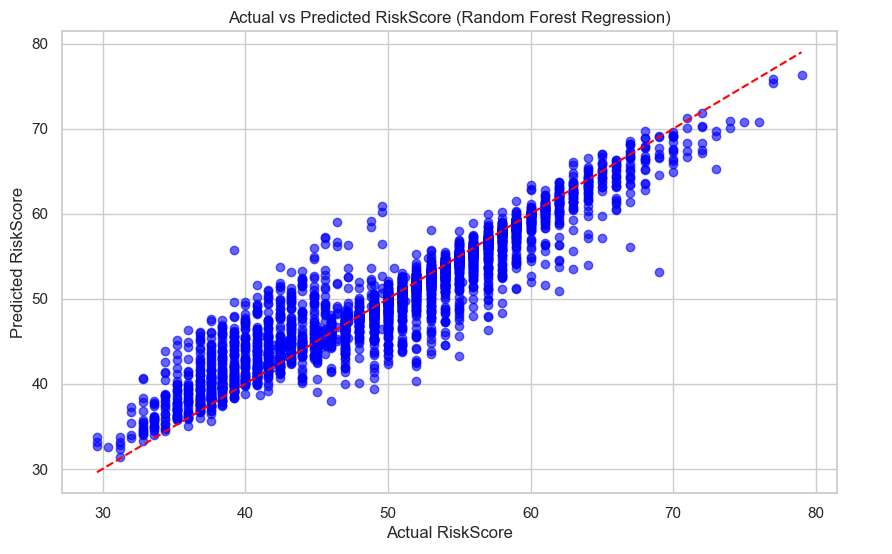 Actual vs Predicted RiskScore (Random Forest Regression)
80
70
60
50
40
30
Predicted RiskScore
30 40 50 60 70 80
Actual RiskScore